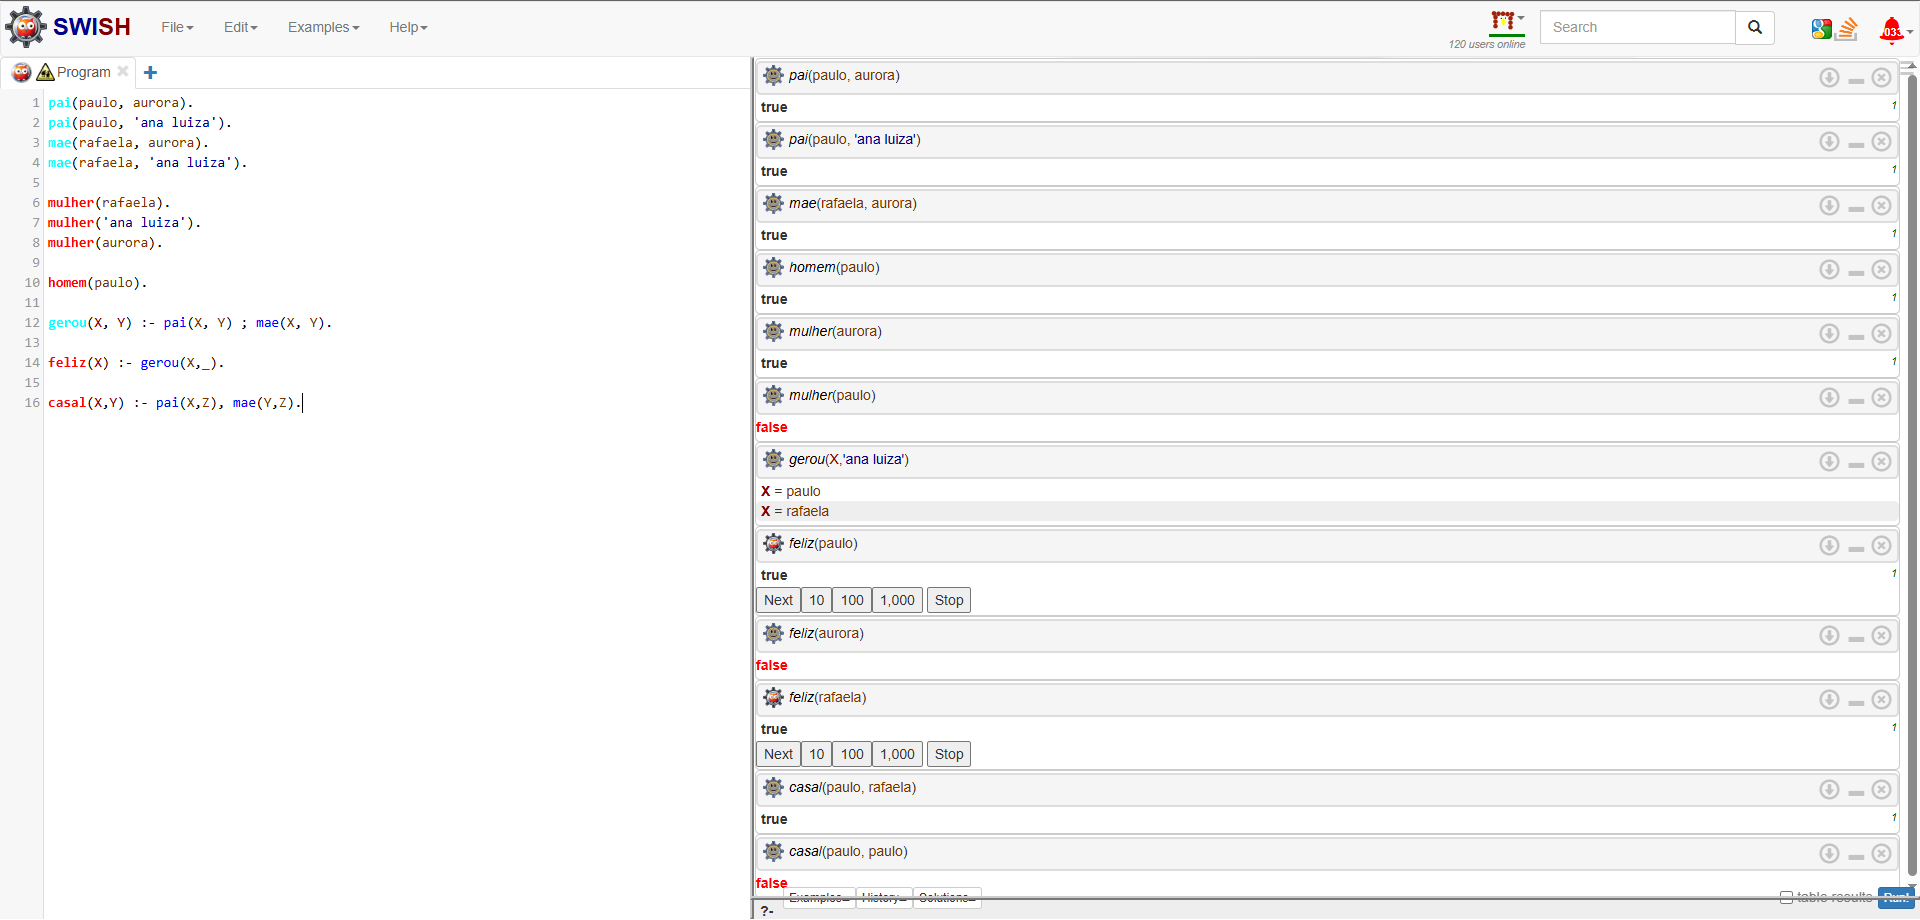 SWISH File Edit Examples Help
120 users online
Search
Program
1 pai(paulo, aurora).
2 pai(paulo, 'ana luiza').
3 mae(rafaela, aurora).
4 mae(rafaela, 'ana luiza').
5
6 mulher(rafaela).
7 mulher('ana luiza').
8 mulher(aurora).
9
10 homem(paulo).
11
12 gerou(X, Y) :- pai(X, Y) ; mae(X, Y).
13
14 feliz(X) :- gerou(X,_).
15
16 casal(X,Y) :- pai(X,Z), mae(Y,Z).
pai(paulo, aurora)
true 1
pai(paulo, 'ana luiza')
true 1
mae(rafaela, aurora)
true 1
homem(paulo)
true 1
mulher(aurora)
true 1
mulher(paulo)
false
gerou(X,'ana luiza')
X = paulo
X = rafaela
feliz(paulo)
true 1
Next 10 100 1,000 Stop
feliz(aurora)
false
feliz(rafaela)
true 1
Next 10 100 1,000 Stop
casal(paulo, rafaela)
true 1
casal(paulo, paulo)
false
Examples History Solutions table results Run!
?-